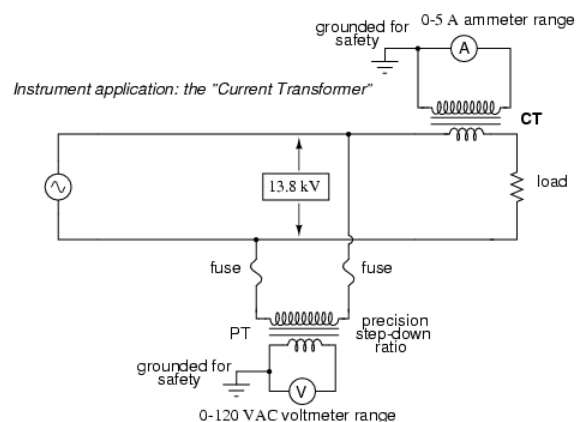 grounded for
safety
0-5 A ammeter range
A
Instrument application: the "Current Transformer"
CT
13.8 kV
load
fuse
fuse
PT
precision
step-down
ratio
grounded for
safety
V
0-120 VAC voltmeter range